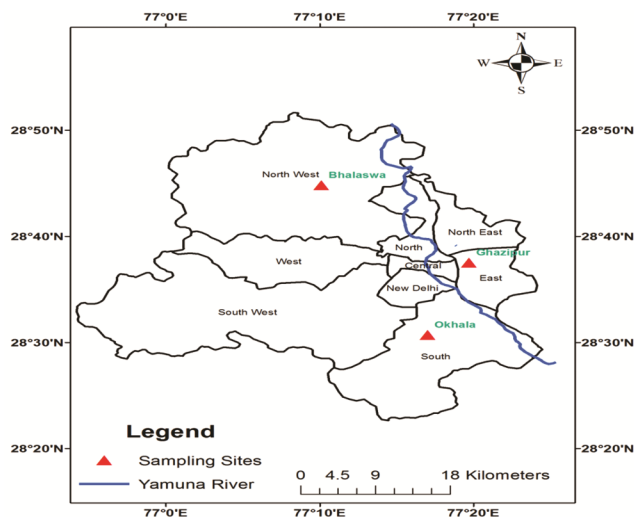 77°0'E 77°10'E 77°20'E
N
W E
S
28°50'N 28°50'N
North West Bhalaswa
North East
28°40'N 28°40'N
North
Ghazipur
West
Central
East
New Delhi
South West
Okhala
28°30'N 28°30'N
South
Legend
28°20'N 28°20'N
Sampling Sites
0 4.5 9 18 Kilometers
Yamuna River
77°0'E 77°10'E 77°20'E